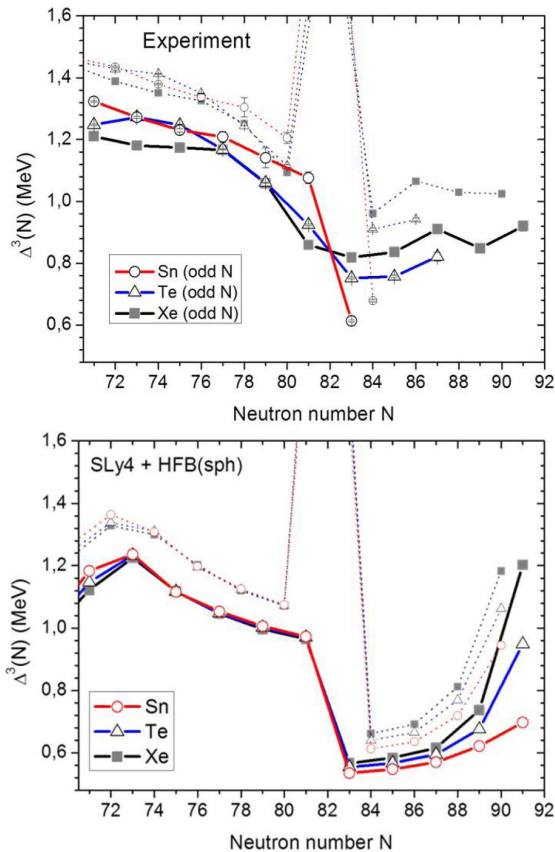 Experiment
Δ³(N) (MeV)
1,6
1,4
1,2
1,0
0,8
0,6
Sn (odd N)
Te (odd N)
Xe (odd N)
72 74 76 78 80 82 84 86 88 90 92
Neutron number N
SLy4 + HFB(sph)
Δ³(N) (MeV)
1,6
1,4
1,2
1,0
0,8
0,6
Sn
Te
Xe
72 74 76 78 80 82 84 86 88 90 92
Neutron number N